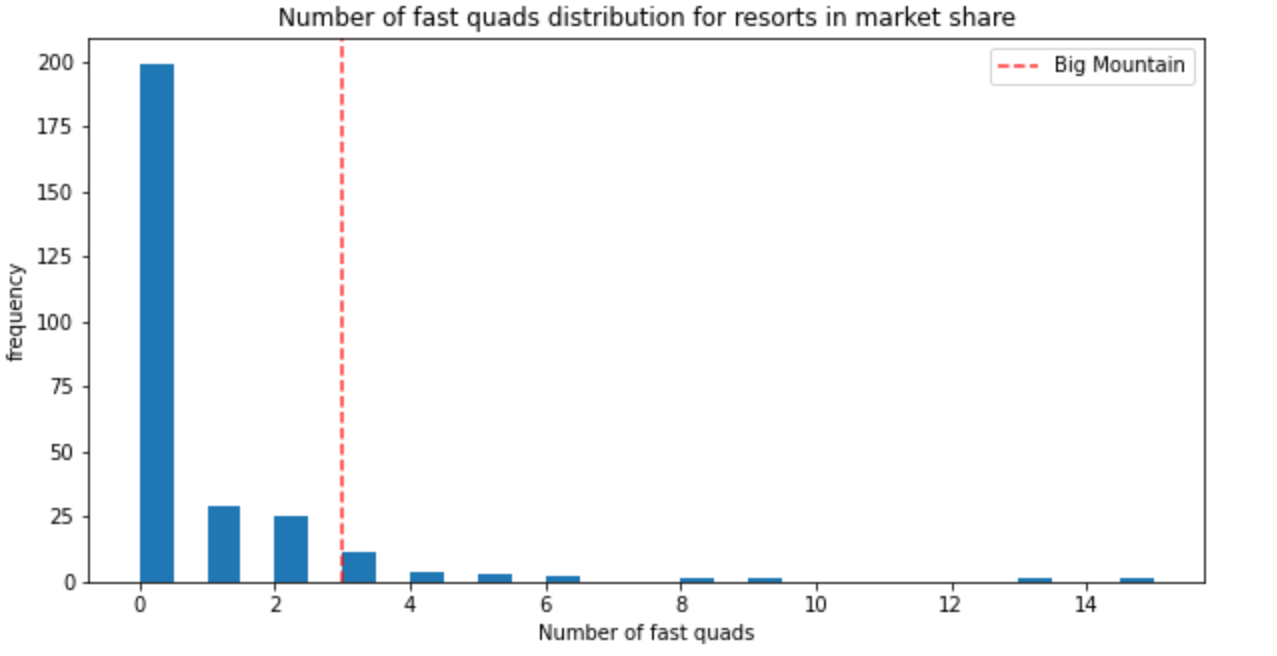 Number of fast quads distribution for resorts in market share
Big Mountain
200
175
150
125
100
75
50
25
0
frequency
0 2 4 6 8 10 12 14
Number of fast quads